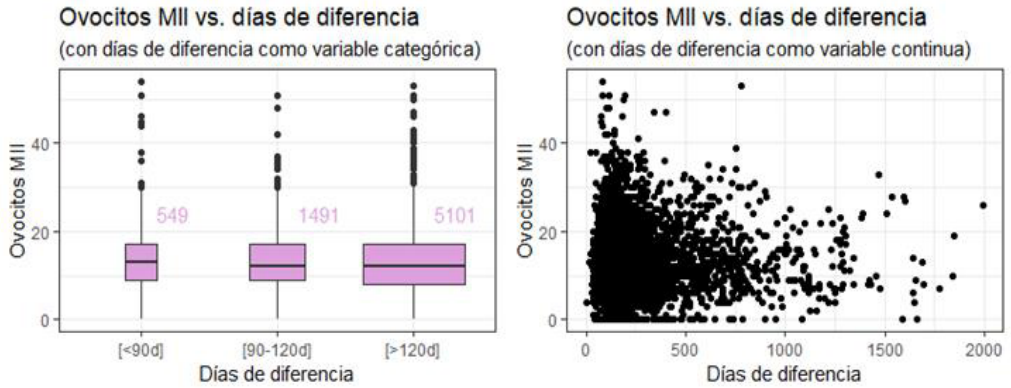 Ovocitos MII vs. días de diferencia
(con días de diferencia como variable categórica)
Ovocitos MII
40
20
0
549
1491
5101
[<90d]
[90-120d]
[>120d]
Días de diferencia
Ovocitos MII vs. días de diferencia
(con días de diferencia como variable continua)
Ovocitos MII
40
20
0
0
500
1000
1500
2000
Días de diferencia